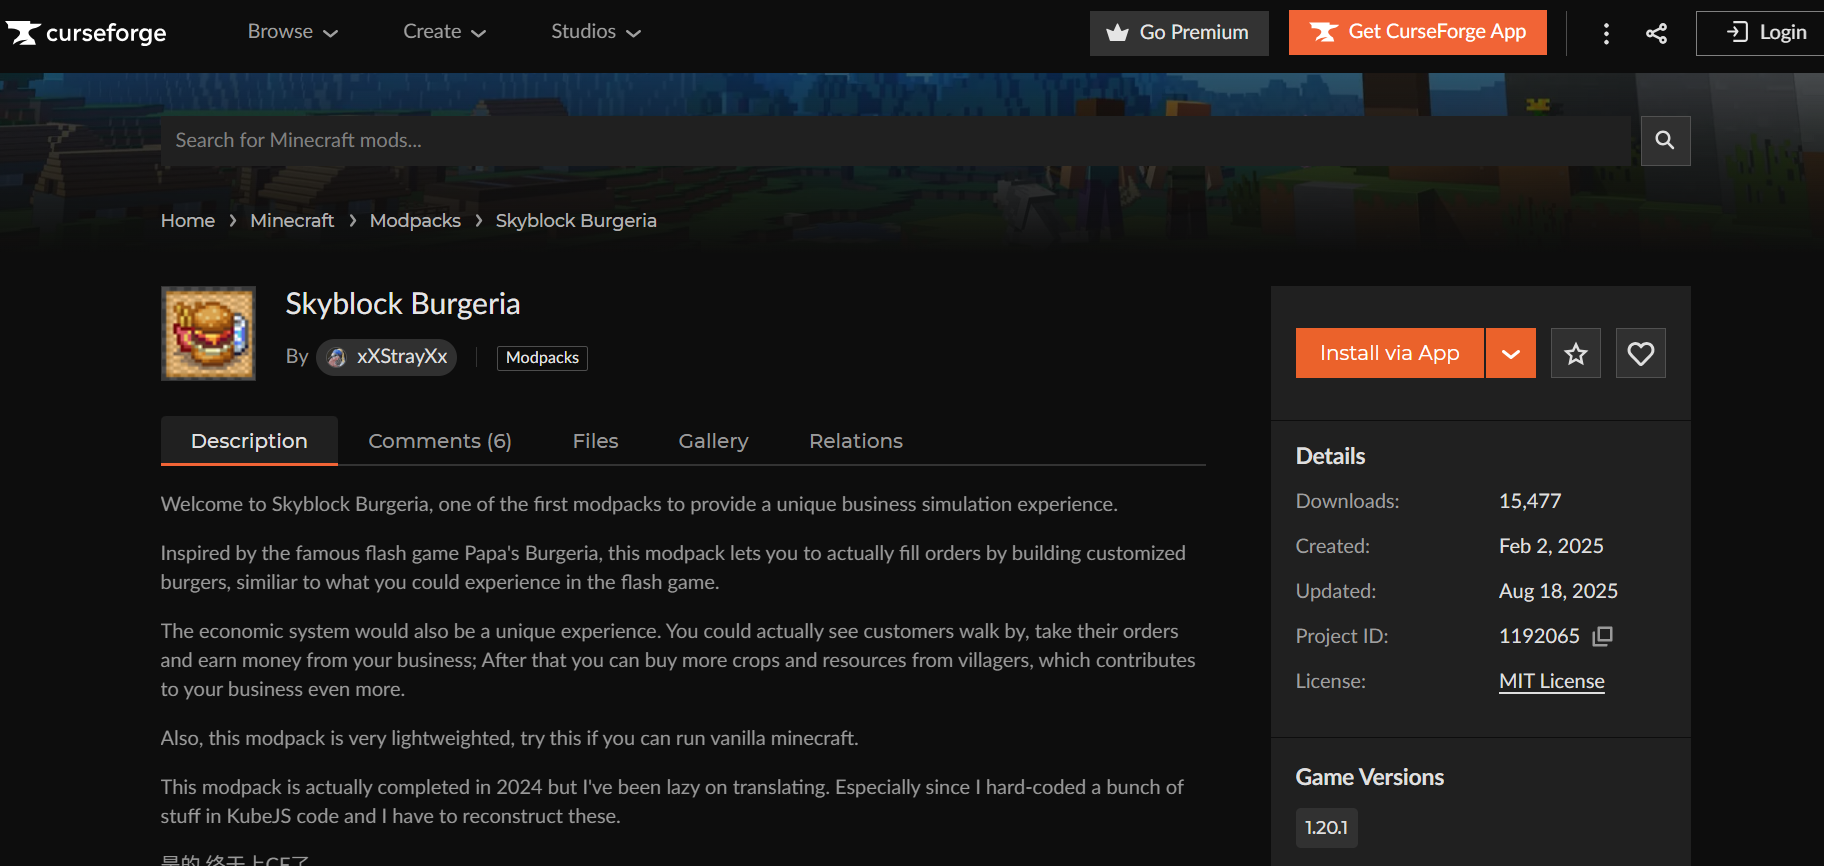 curseforge
Browse
Create
Studios
Go Premium
Get CurseForge App
Login
Search for Minecraft mods...
Home > Minecraft > Modpacks > Skyblock Burgeria
Skyblock Burgeria
By xXStrayXx
Modpacks
Install via App
Description
Comments (6)
Files
Gallery
Relations
Welcome to Skyblock Burgeria, one of the first modpacks to provide a unique business simulation experience.
Inspired by the famous flash game Papa's Burgeria, this modpack lets you to actually fill orders by building customized
burgers, similiar to what you could experience in the flash game.
The economic system would also be a unique experience. You could actually see customers walk by, take their orders
and earn money from your business; After that you can buy more crops and resources from villagers, which contributes
to your business even more.
Also, this modpack is very lightweighted, try this if you can run vanilla minecraft.
This modpack is actually completed in 2024 but I've been lazy on translating. Especially since I hard-coded a bunch of
stuff in KubeJS code and I have to reconstruct these.
是的 终于上CF了
Details
Downloads: 15,477
Created: Feb 2, 2025
Updated: Aug 18, 2025
Project ID: 1192065
License: MIT License
Game Versions
1.20.1